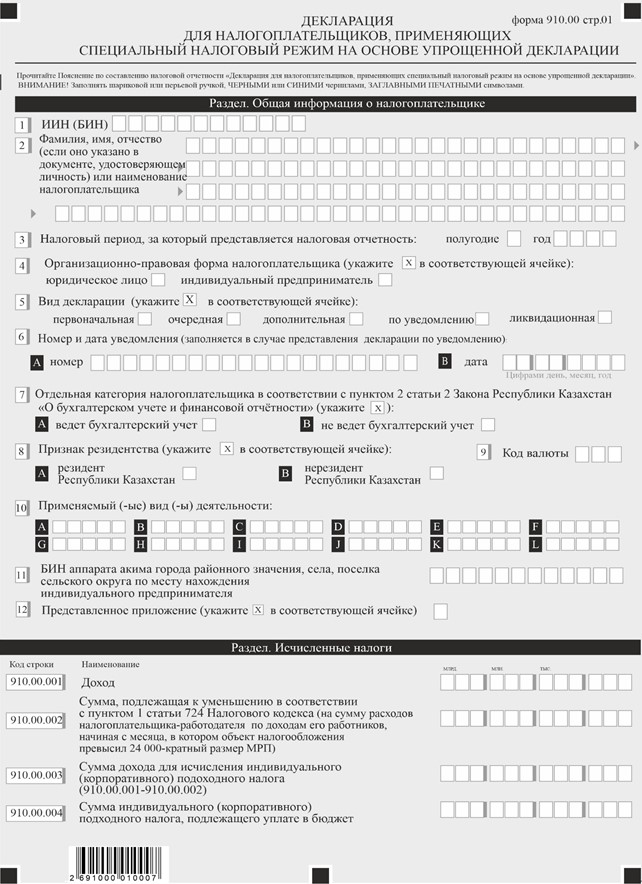 ДЕКЛАРАЦИЯ
форма 910.00 стр.01
ДЛЯ НАЛОГОПЛАТЕЛЬЩИКОВ, ПРИМЕНЯЮЩИХ
СПЕЦИАЛЬНЫЙ НАЛОГОВЫЙ РЕЖИМ НА ОСНОВЕ УПРОЩЕННОЙ ДЕКЛАРАЦИИ
Прочитайте Пояснение по составлению налоговой отчетности «Декларация для налогоплательщиков, применяющих специальный налоговый режим на основе упрощенной декларации».
ВНИМАНИЕ! Заполнять шариковой или перьевой ручкой, ЧЕРНЫМИ или СИНИМИ чернилами, ЗАГЛАВНЫМИ ПЕЧАТНЫМИ символами.
Раздел. Общая информация о налогоплательщике
1 ИИН (БИН)
2 Фамилия, имя, отчество
(если оно указано в
документе, удостоверяющем
личность) или наименование
налогоплательщика
3 Налоговый период, за который представляется налоговая отчетность: полугодие год
4 Организационно-правовая форма налогоплательщика (укажите X в соответствующей ячейке):
юридическое лицо индивидуальный предприниматель
5 Вид декларации (укажите X в соответствующей ячейке):
первоначальная очередная дополнительная по уведомлению ликвидационная
6 Номер и дата уведомления (заполняется в случае представления декларации по уведомлению)
A номер B дата
Цифрами день, месяц, год
7 Отдельная категория налогоплательщика в соответствии с пунктом 2 статьи 2 Закона Республики Казахстан
«О бухгалтерском учете и финансовой отчётности» (укажите X ):
A ведет бухгалтерский учет B не ведет бухгалтерский учет
8 Признак резидентства (укажите X в соответствующей ячейке): 9 Код валюты
A резидент
Республики Казахстан
B нерезидент
Республики Казахстан
10 Применяемый (-ые) вид (-ы) деятельности:
A B C D E F
G H I J K L
11 БИН аппарата акима города районного значения, села, поселка
сельского округа по месту нахождения
индивидуального предпринимателя
12 Представленное приложение (укажите X в соответствующей ячейке)
Раздел. Исчисленные налоги
Код строки Наименование млрд млн тыс
910.00.001 Доход
910.00.002 Сумма, подлежащая к уменьшению в соответствии
с пунктом 1 статьи 724 Налогового кодекса (на сумму расходов
налогоплательщика-работодателя по доходам его работников,
начиная с месяца, в котором объект налогообложения
превысил 24 000-кратный размер МРП)
910.00.003 Сумма дохода для исчисления индивидуального
(корпоративного) подоходного налога
(910.00.001-910.00.002)
910.00.004 Сумма индивидуального (корпоративного)
подходного налога, подлежащего уплате в бюджет
2 691000 010007